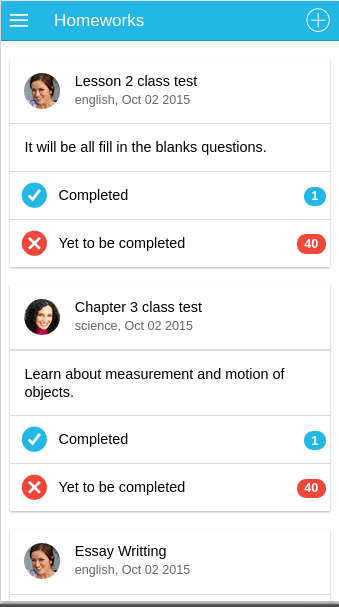 Homeworks
Lesson 2 class test
english, Oct 02 2015
It will be all fill in the blanks questions.
Completed 1
Yet to be completed 40
Chapter 3 class test
science, Oct 02 2015
Learn about measurement and motion of
objects.
Completed 1
Yet to be completed 40
Essay Writting
english, Oct 02 2015